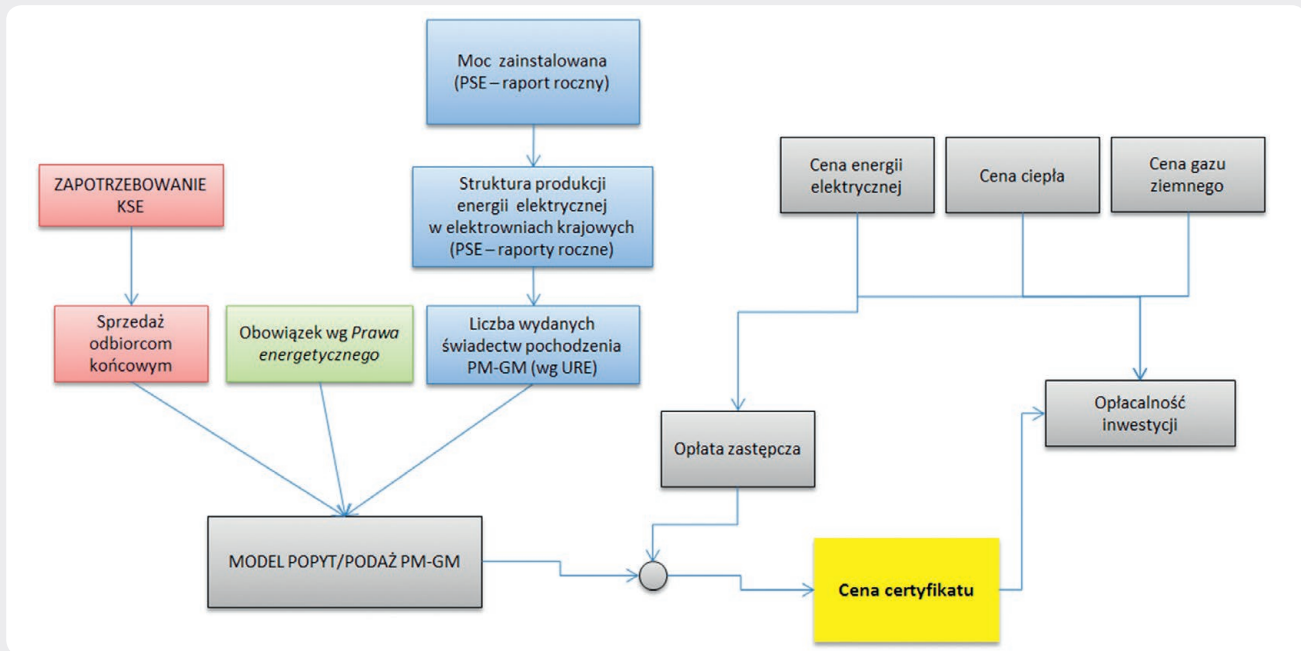 Moc zainstalowana
(PSE – raport roczny)
ZAPOTRZEBOWANIE
KSE
Struktura produkcji
energii elektrycznej
w elektrowniach krajowych
(PSE – raporty roczne)
Cena energii
elektrycznej
Cena ciepła
Cena gazu
ziemnego
Sprzedaż
odbiorcom
końcowym
Obowiązek wg Prawa
energetycznego
Liczba wydanych
świadectw pochodzenia
PM-GM (wg URE)
Opłata zastępcza
Opłacalność
inwestycji
MODEL POPYT/PODAŻ PM-GM
Cena certyfikatu